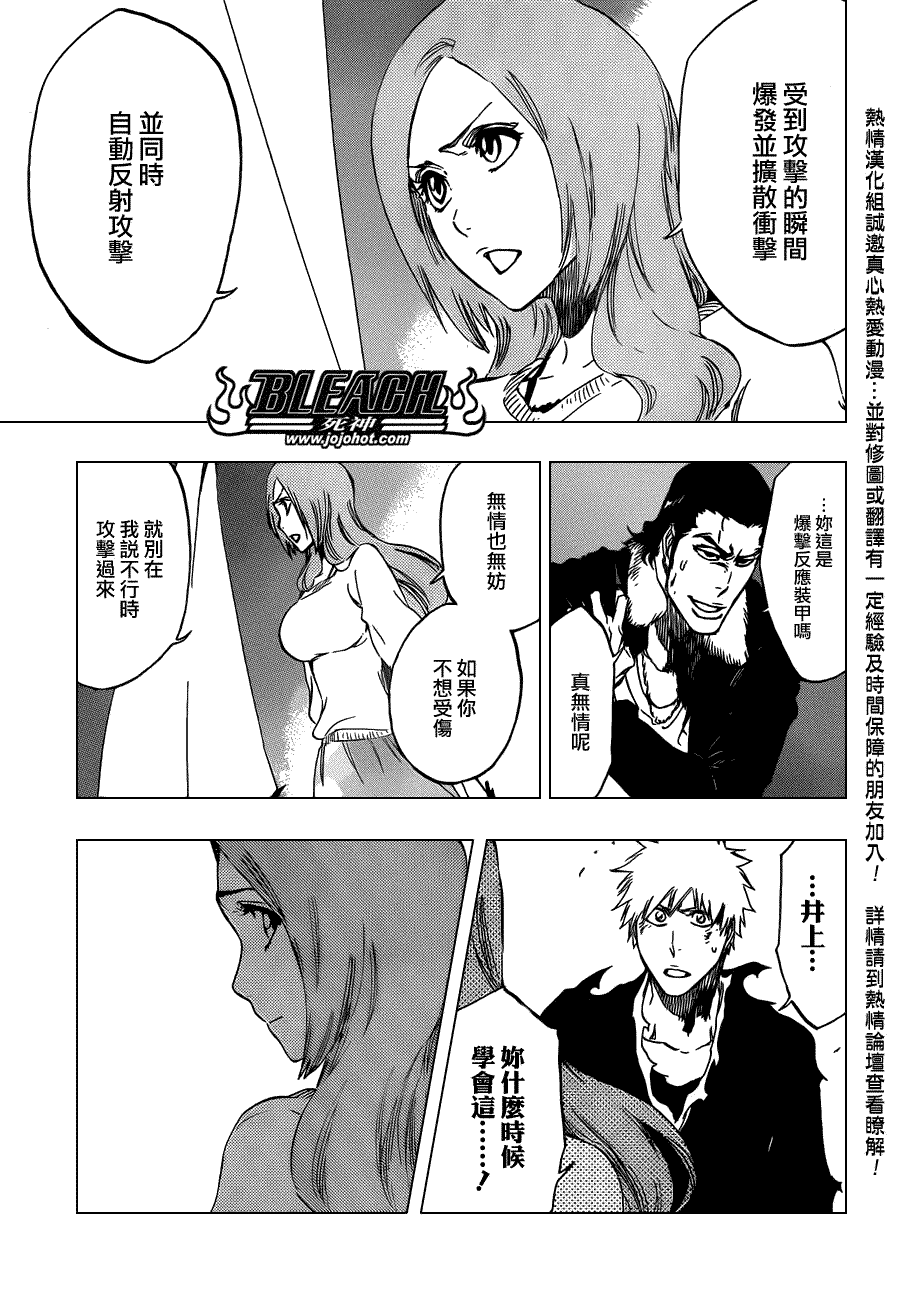 受到攻擊的瞬間
爆發並擴散衝擊
並同時
自動反射攻擊
BLEACH
死神
www.jojohot.com
…妳這是
爆擊反應裝甲嗎
真無情呢
無情也無妨
如果你
不想受傷
就別在
我説不行時
攻擊過來
…井上…
妳什麼時候
學會這……！
熱情漢化組誠邀真心熱愛動漫…並對修圖或翻譯有一定經驗及時間保障的朋友加入！　詳情請到熱情論壇查看瞭解！